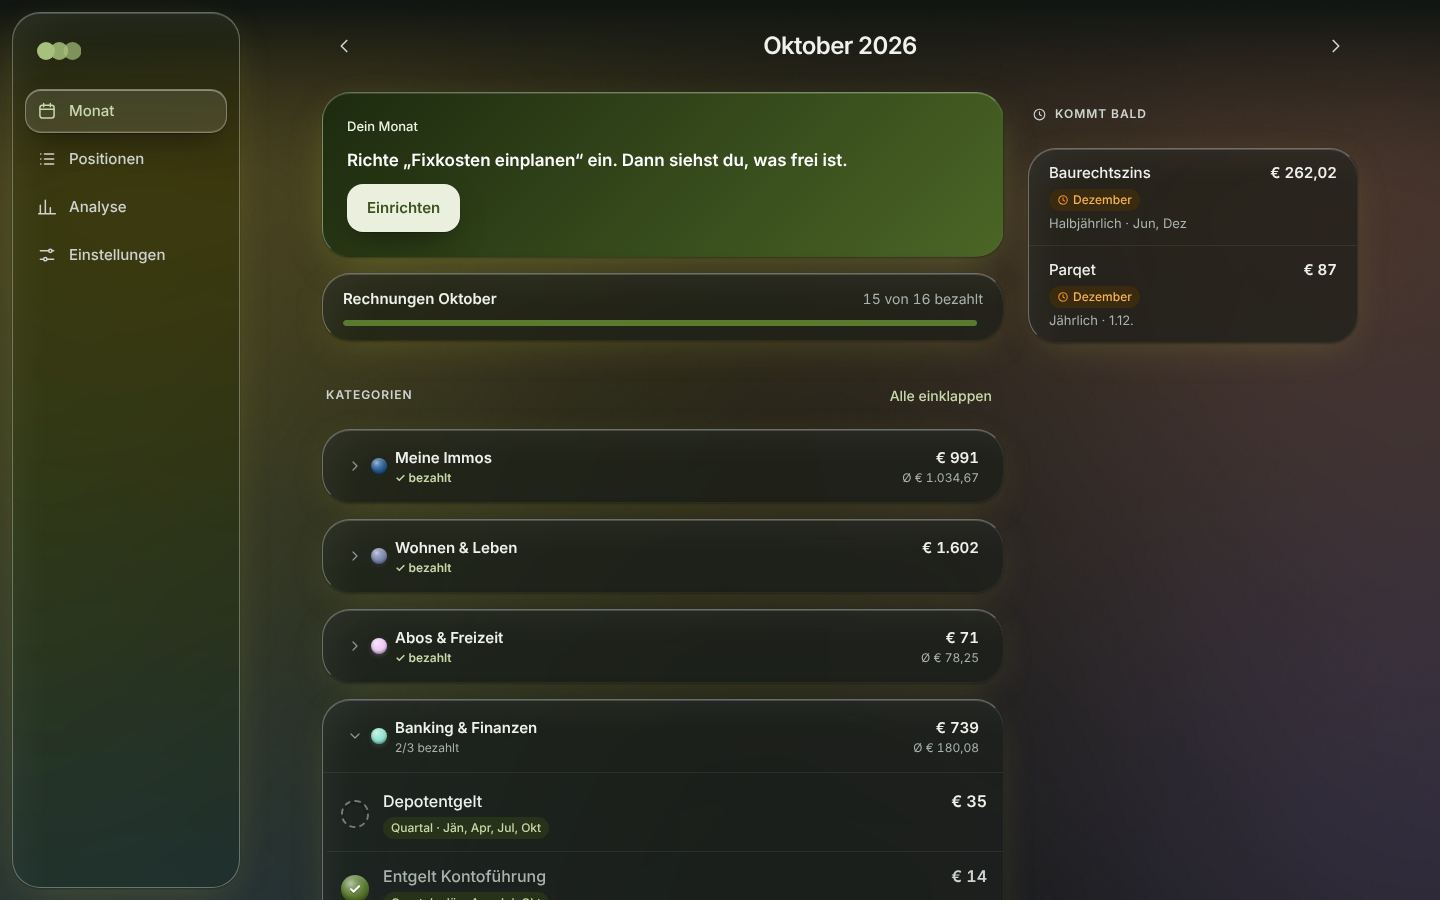 Monat
Positionen
Analyse
Einstellungen
Oktober 2026
Dein Monat
Richte „Fixkosten einplanen“ ein. Dann siehst du, was frei ist.
Einrichten
Rechnungen Oktober
15 von 16 bezahlt
KATEGORIEN
Alle einklappen
Meine Immos
€ 991
✓ bezahlt
Ø € 1.034,67
Wohnen & Leben
€ 1.602
✓ bezahlt
Abos & Freizeit
€ 71
✓ bezahlt
Ø € 78,25
Banking & Finanzen
€ 739
2/3 bezahlt
Ø € 180,08
Depotentgelt
€ 35
Quartal · Jän, Apr, Jul, Okt
Entgelt Kontoführung
€ 14
KOMMT BALD
Baurechtszins
€ 262,02
Dezember
Halbjährlich · Jun, Dez
Parqet
€ 87
Dezember
Jährlich · 1.12.